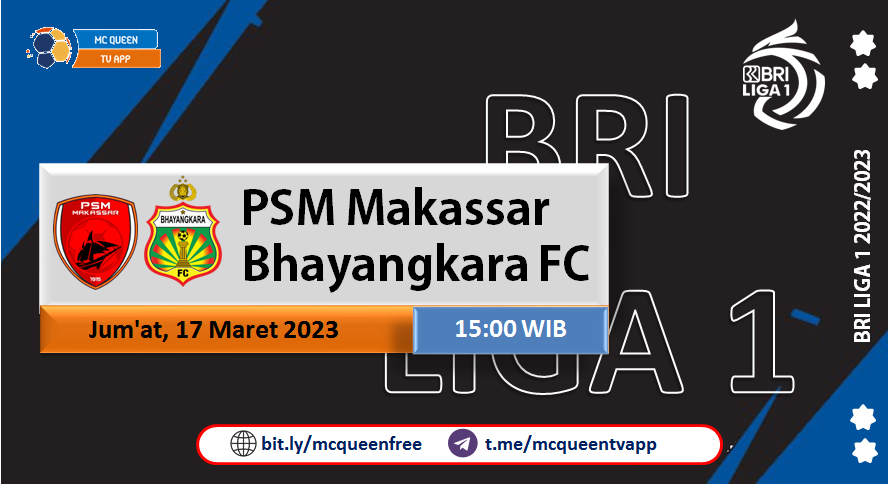 MC QUEEN
TV APP
BRI
LIGA 1
BRI
LIGA 1
BRI LIGA 1 2022/2023
PSM
MAKASSAR
1915
BHAYANGKARA
FC
PSM Makassar
Bhayangkara FC
Jum'at, 17 Maret 2023
15:00 WIB
bit.ly/mcqueenfree
t.me/mcqueentvapp